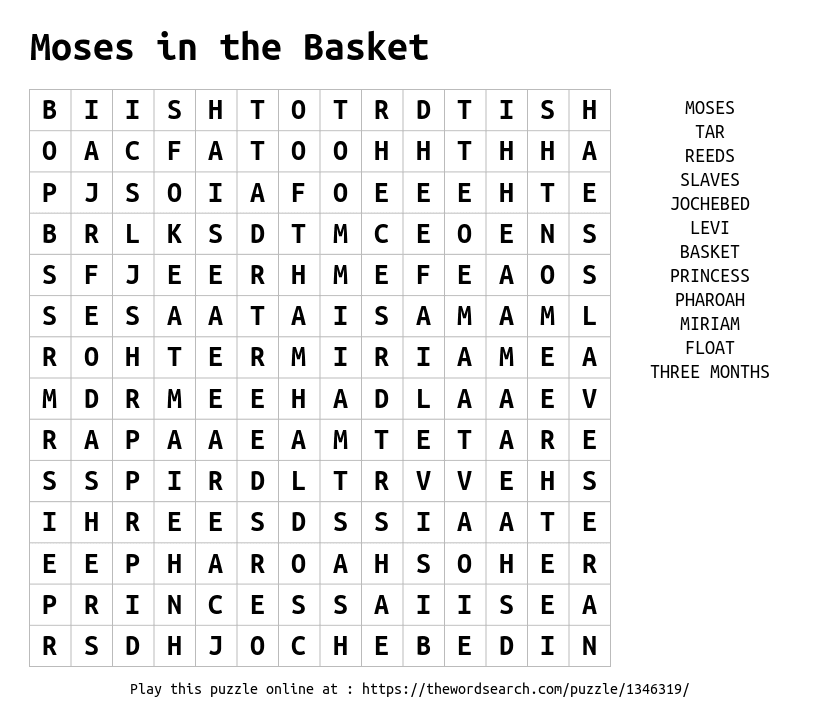 Moses in the Basket
B I I S H T O T R D T I S H
O A C F A T O O H H T H H A
P J S O I A F O E E E H T E
B R L K S D T M C E O E N S
S F J E E R H M E F E A O S
S E S A A T A I S A M A M L
R O H T E R M I R I A M E A
M D R M E E H A D L A A E V
R A P A A E A M T E T A R E
S S P I R D L T R V V E H S
I H R E E S D S S I A A T E
E E P H A R O A H S O H E R
P R I N C E S S A I I S E A
R S D H J O C H E B E D I N
MOSES
TAR
REEDS
SLAVES
JOCHEBED
LEVI
BASKET
PRINCESS
PHAROAH
MIRIAM
FLOAT
THREE MONTHS
Play this puzzle online at : https://thewordsearch.com/puzzle/1346319/